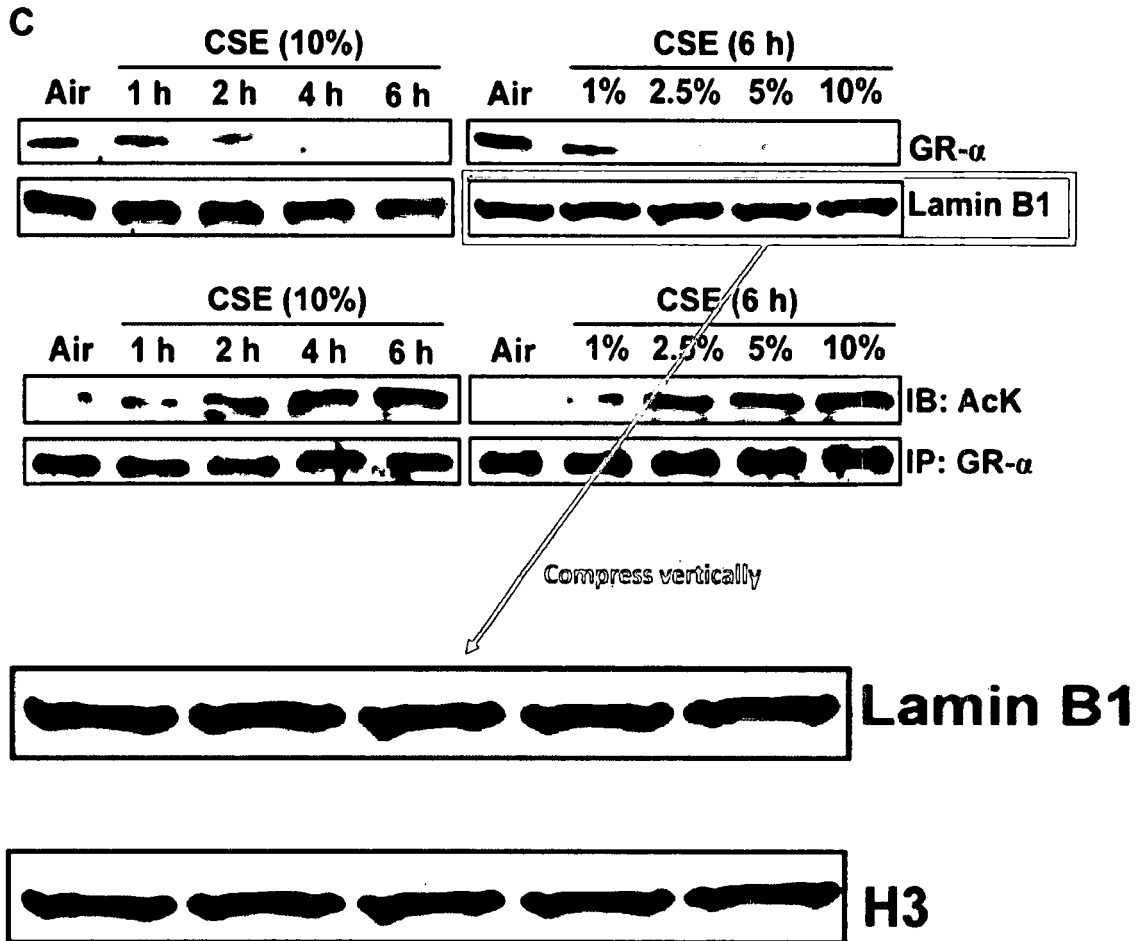 C
CSE (10%) CSE (6 h)
Air 1 h 2 h 4 h 6 h Air 1% 2.5% 5% 10%
GR-α
Lamin B1
CSE (10%) CSE (6 h)
Air 1 h 2 h 4 h 6 h Air 1% 2.5% 5% 10%
IB: AcK
IP: GR-α
Compress vertically
Lamin B1
H3